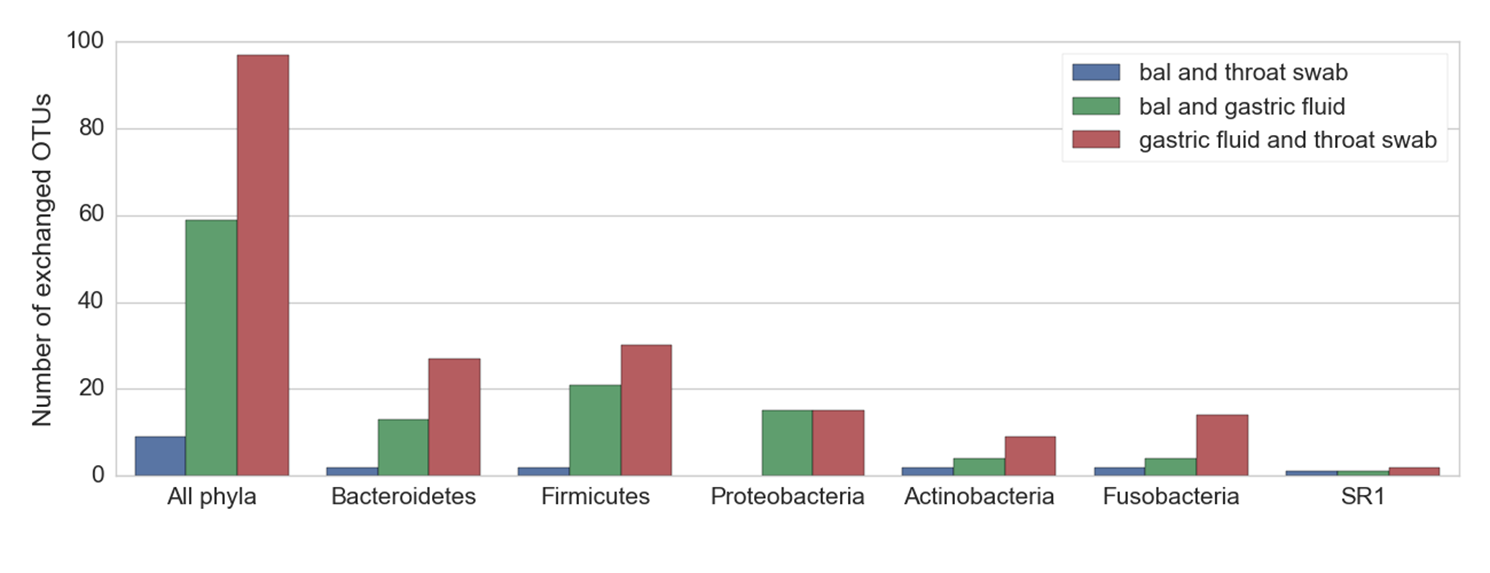 Number of exchanged OTUs
100
80
60
40
20
0
bal and throat swab
bal and gastric fluid
gastric fluid and throat swab
All phyla
Bacteroidetes
Firmicutes
Proteobacteria
Actinobacteria
Fusobacteria
SR1